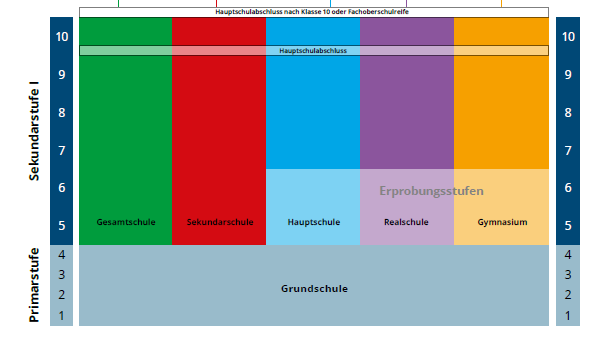 Hauptschulabschluss nach Klasse 10 oder Fachoberschulreife
10
10
Hauptschulabschluss
9
9
8
8
7
7
Sekundarstufe I
6
Erprobungsstufen
6
5
Gesamtschule
Sekundarschule
Hauptschule
Realschule
Gymnasium
5
4
4
3
3
Primarstufe
Grundschule
2
2
1
1